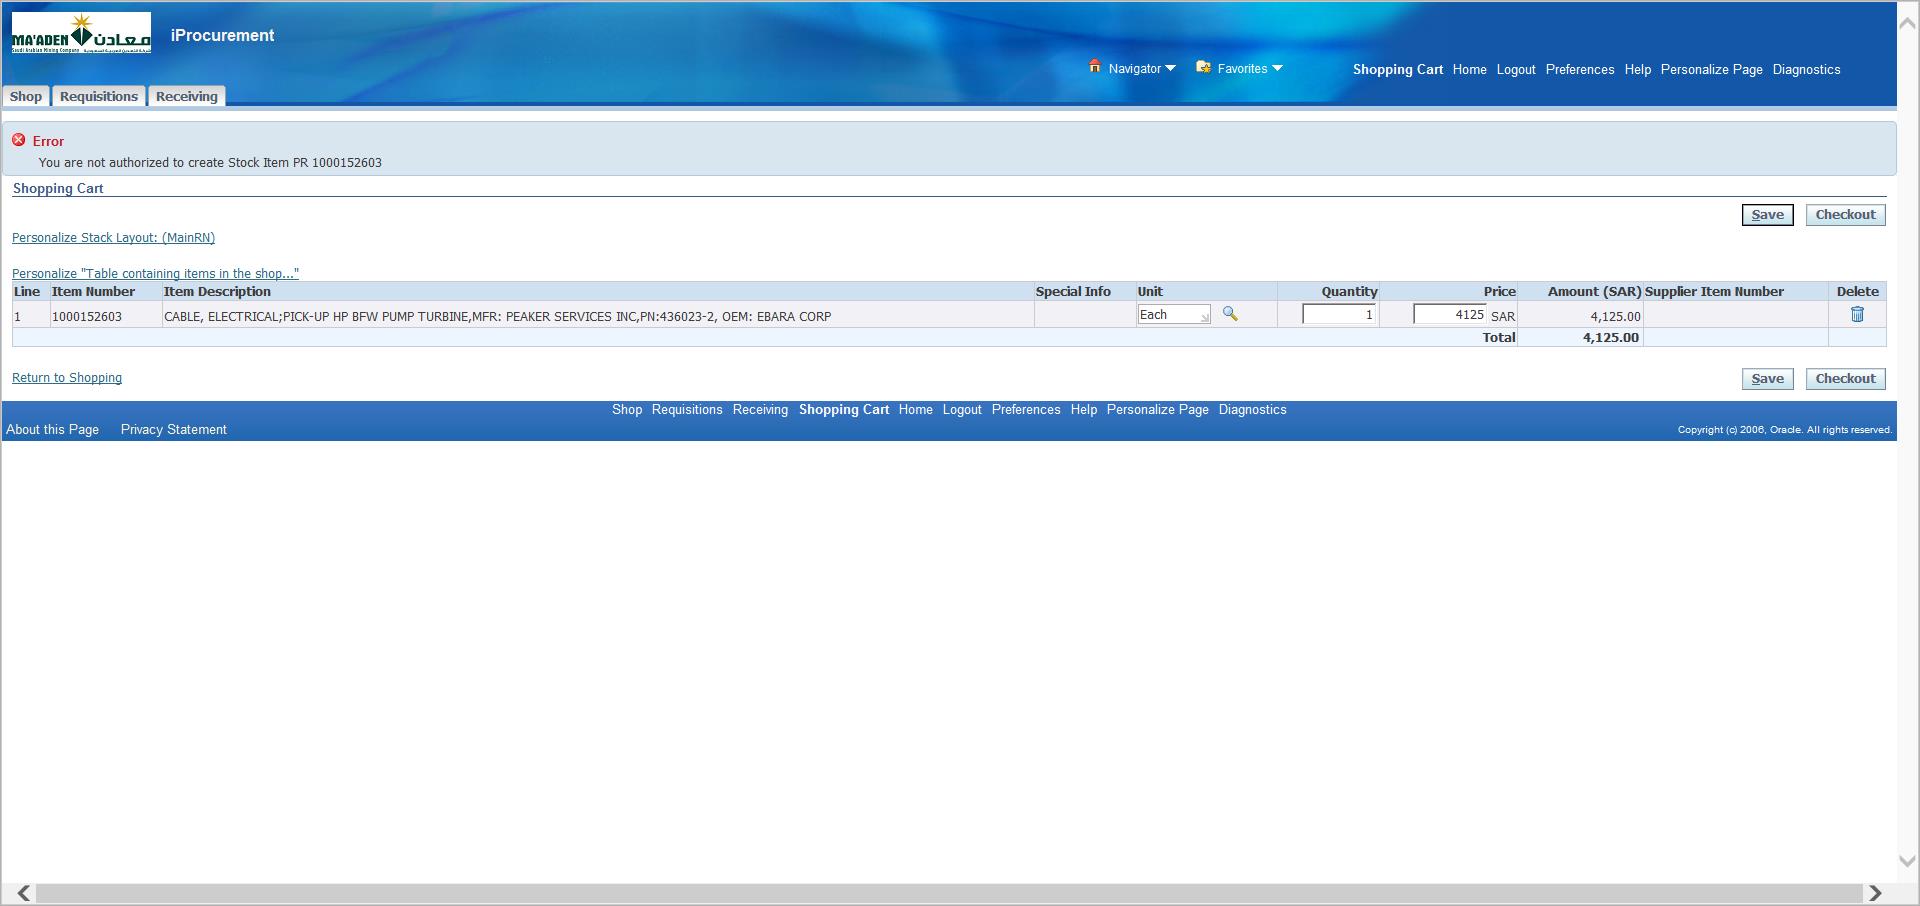 MA'ADEN معادن
Saudi Arabian Mining Company
iProcurement
Navigator Favorites Shopping Cart Home Logout Preferences Help Personalize Page Diagnostics
Shop Requisitions Receiving
Error
You are not authorized to create Stock Item PR 1000152603
Shopping Cart
Save Checkout
Personalize Stack Layout: (MainRN)
Personalize "Table containing items in the shop..."
Line Item Number Item Description Special Info Unit Quantity Price Amount (SAR) Supplier Item Number Delete
1 1000152603 CABLE, ELECTRICAL;PICK-UP HP BFW PUMP TURBINE,MFR: PEAKER SERVICES INC,PN:436023-2, OEM: EBARA CORP Each 1 4125 SAR 4,125.00
Total 4,125.00
Return to Shopping Save Checkout
Shop Requisitions Receiving Shopping Cart Home Logout Preferences Help Personalize Page Diagnostics
About this Page Privacy Statement Copyright (c) 2006, Oracle. All rights reserved.